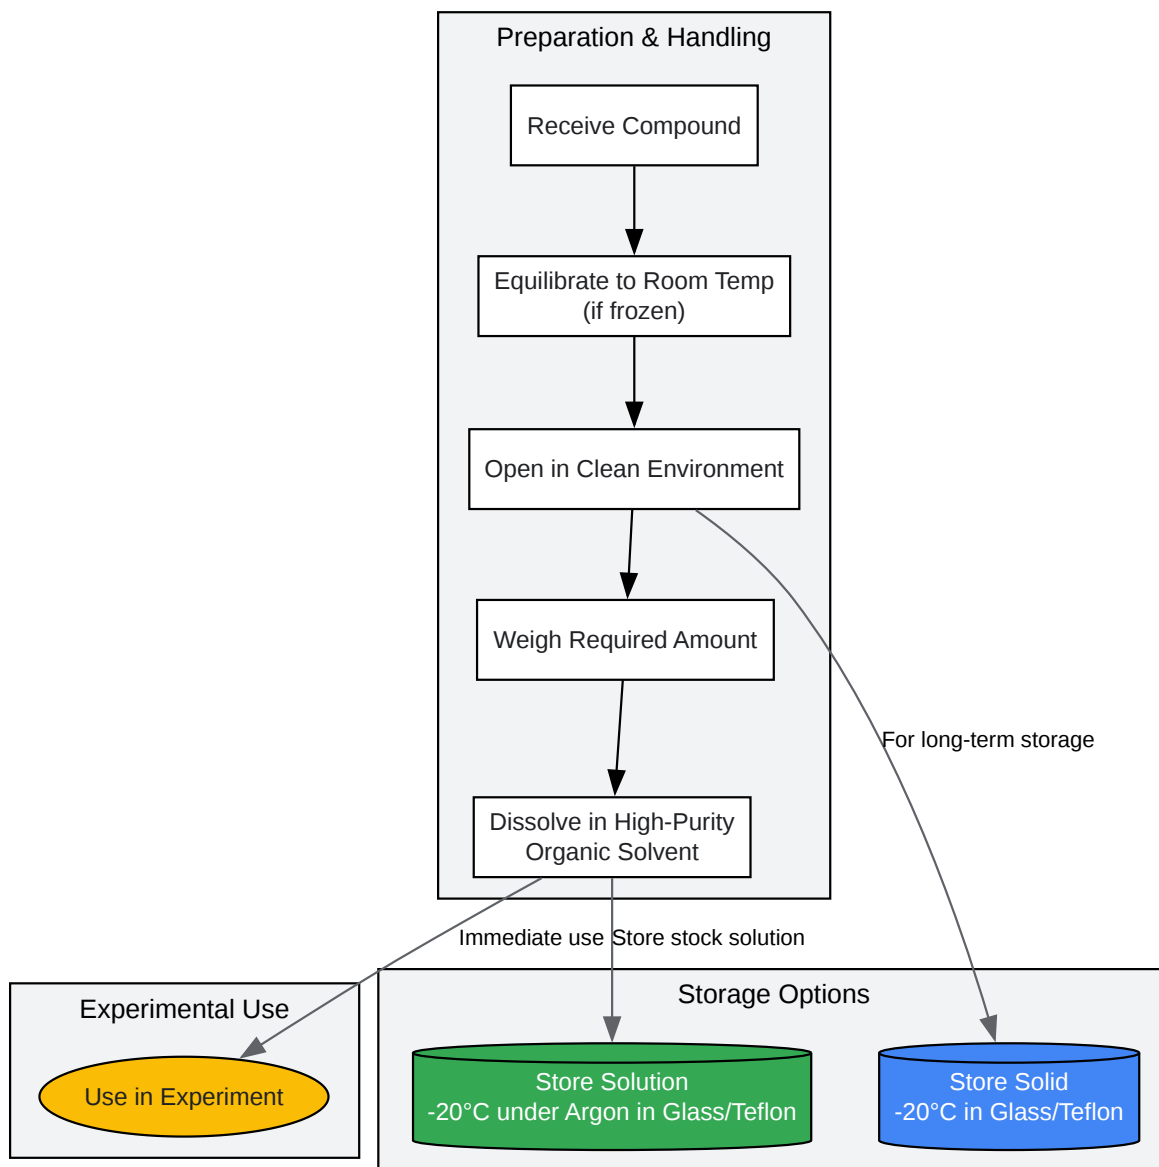 Preparation & Handling
Receive Compound
Equilibrate to Room Temp
(if frozen)
Open in Clean Environment
Weigh Required Amount
For long-term storage
Dissolve in High-Purity
Organic Solvent
Immediate use
Store stock solution
Experimental Use
Use in Experiment
Storage Options
Store Solution
-20°C under Argon in Glass/Teflon
Store Solid
-20°C in Glass/Teflon